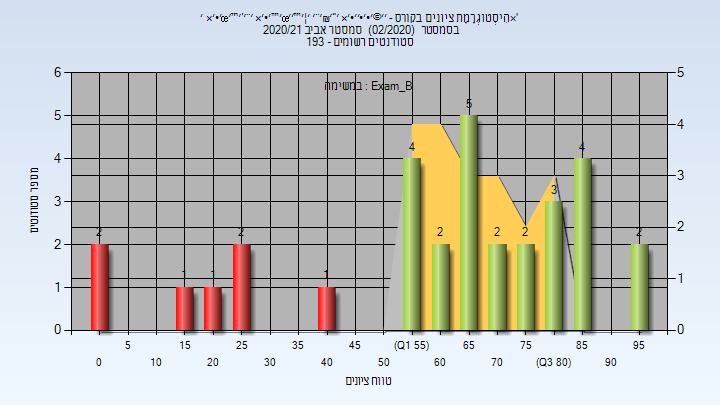 הִיסְטוגְרָמַת ציונים בקורס -
בסמסטר (02/2020) סמסטר אביב 2020/21
סטודנטים רשומים - 193
במשימה : Exam_B
מספר סטודנטים
6 5 4 3 2 1 0
5 4 3 2 1 0
2 1 1 2 1 4 2 5 2 2 3 4 2
5 15 25 35 45 (Q1 55) 65 75 85 95
0 10 20 30 40 50 60 70 (Q3 80) 90
טווח ציונים